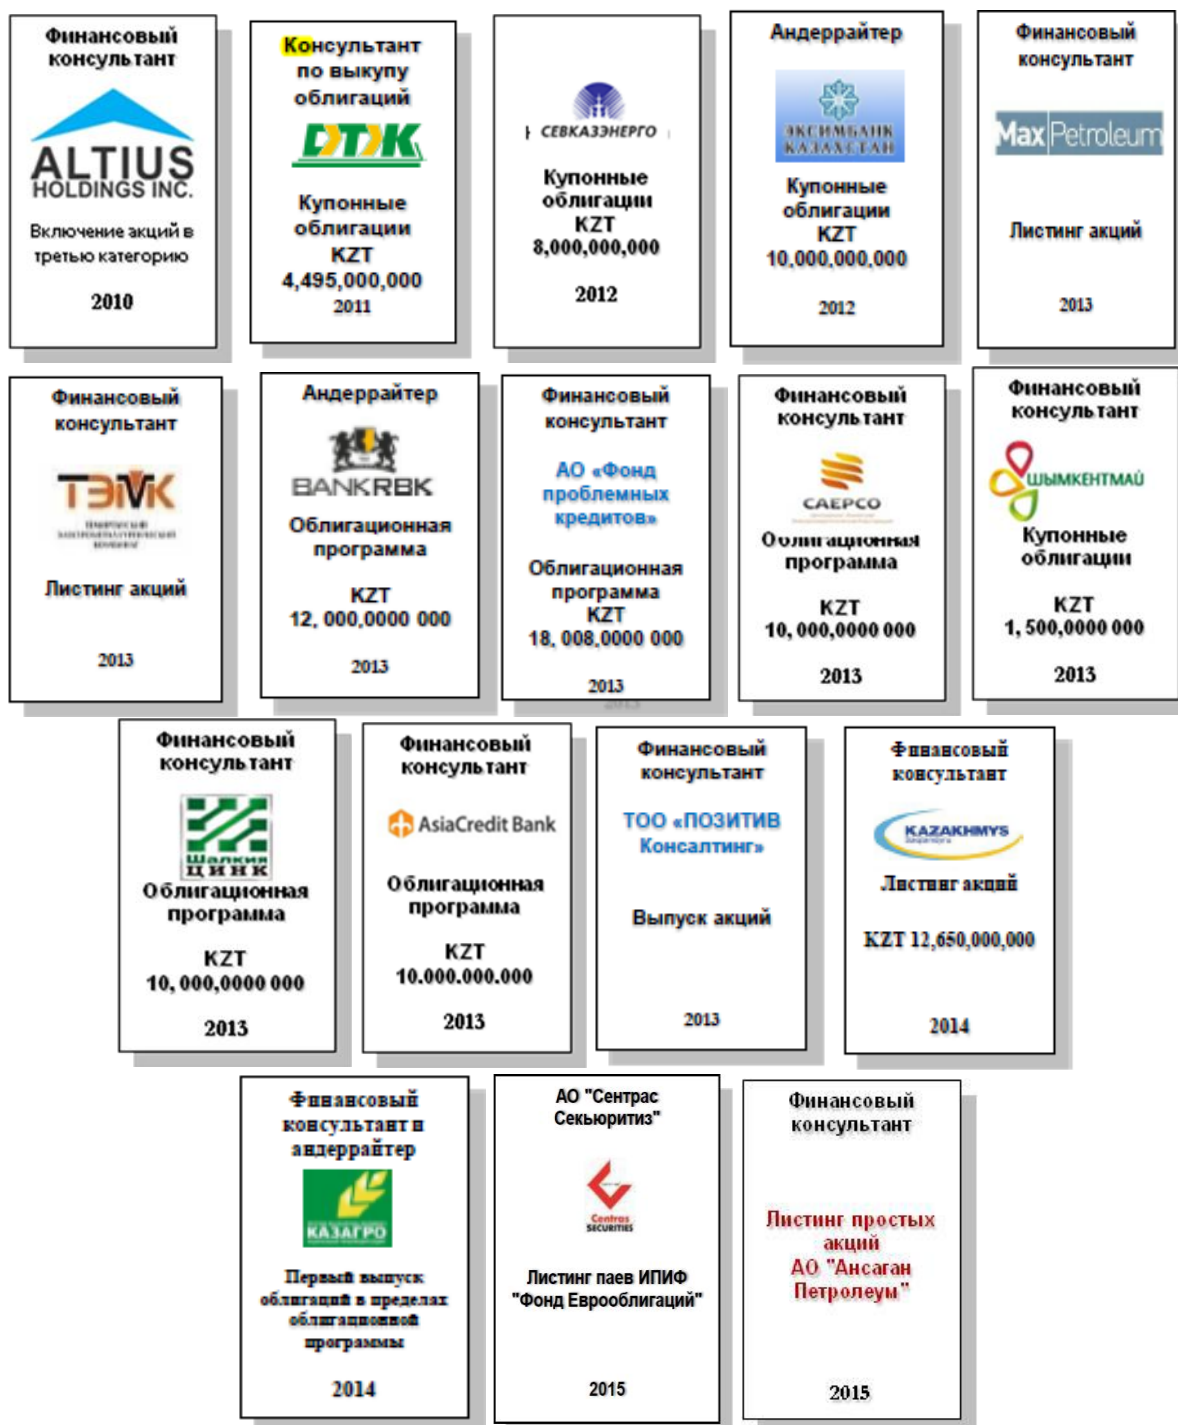 Финансовый
консультант
ALTIUS
HOLDINGS INC.
Включение акций в
третью категорию
2010
Консультант
по выкупу
облигаций
DTJK
Купонные
облигации
KZT
4,495,000,000
2011
СЕВКАЗЭНЕРГО
Купонные
облигации
KZT
8,000,000,000
2012
Андеррайтер
ЭКСИМБАНК
КАЗАХСТАН
Купонные
облигации
KZT
10,000,000,000
2012
Финансовый
консультант
Max Petroleum
Листинг акций
2013
Финансовый
консультант
ТЭМК
Листинг акций
2013
Андеррайтер
BANKRBK
Облигационная
программа
KZT
12, 000,0000 000
2013
Финансовый
консультант
АО «Фонд
проблемных
кредитов»
Облигационная
программа
KZT
18, 008,0000 000
2013
Финансовый
консультант
CAEPCO
Облигационная
программа
KZT
10, 000,0000 000
2013
Финансовый
консультант
ШЫМКЕНТМАЙ
Купонные
облигации
KZT
1, 500,0000 000
2013
Финансовый
консультант
Шалкия
ЦИНК
Облигационная
программа
KZT
10, 000,0000 000
2013
Финансовый
консультант
AsiaCredit Bank
Облигационная
программа
KZT
10.000.000.000
2013
Финансовый
консультант
ТОО «ПОЗИТИВ
Консалтинг»
Выпуск акций
2013
Финансовый
консультант
KAZAKHMYS
Листинг акций
KZT 12,650,000,000
2014
Финансовый
консультант и
андеррайтер
КАЗАГРО
Первый выпуск
облигаций в пределах
облигационной
программы
2014
АО "Сентрас
Секьюритиз"
Centras
SECURITIES
Листинг паев ИПИФ
"Фонд Еврооблигаций"
2015
Финансовый
консультант
Листинг простых
акций
АО "Ансаган
Петролеум"
2015